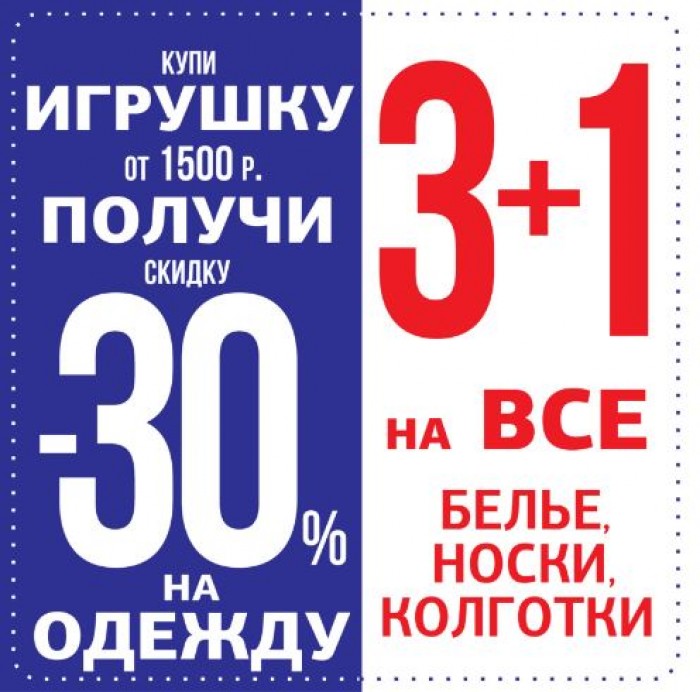 КУПИ
ИГРУШКУ
ОТ 1500 Р.
ПОЛУЧИ
СКИДКУ
-30%
НА
ОДЕЖДУ
3+1
НА ВСЕ
БЕЛЬЕ,
НОСКИ,
КОЛГОТКИ